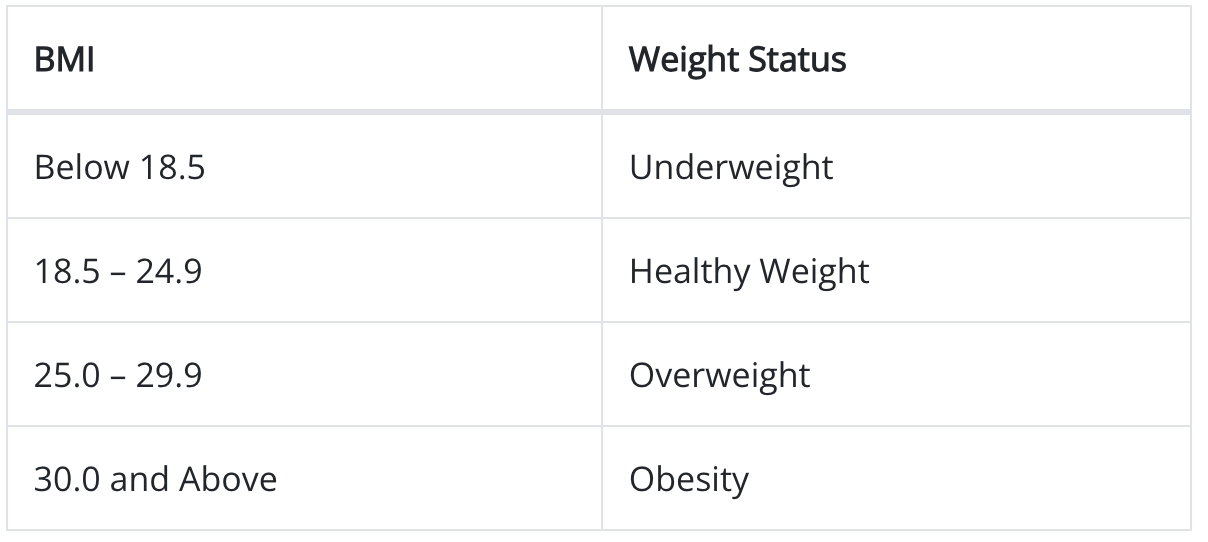 BMI Weight Status
Below 18.5 Underweight
18.5 – 24.9 Healthy Weight
25.0 – 29.9 Overweight
30.0 and Above Obesity